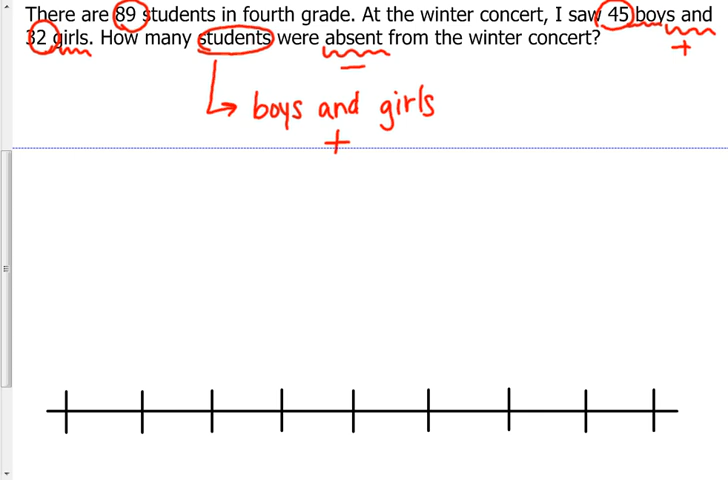 There are 89 students in fourth grade. At the winter concert, I saw 45 boys and
32 girls. How many students were absent from the winter concert?
+
−
boys and girls
+